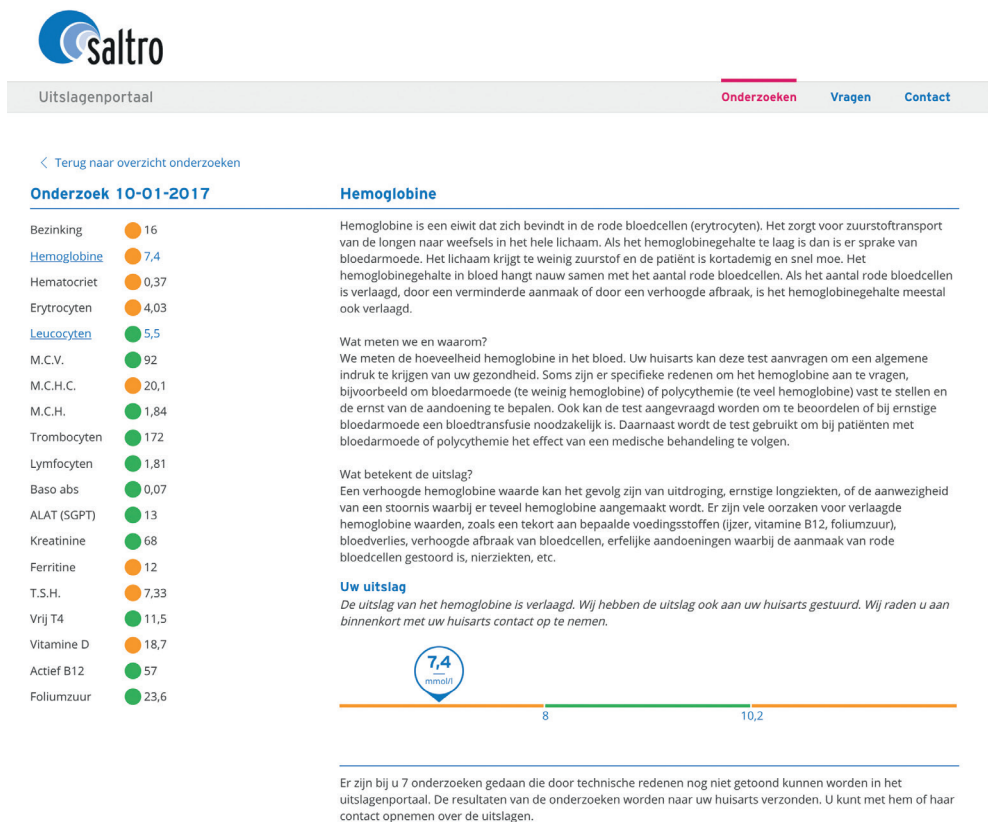 saltro
Uitslagenportaal
Onderzoeken
Vragen
Contact
Terug naar overzicht onderzoeken
Onderzoek 10-01-2017
Bezinking 16
Hemoglobine 7,4
Hematocriet 0,37
Erytrocyten 4,03
Leucocyten 5,5
M.C.V. 92
M.C.H.C. 20,1
M.C.H. 1,84
Trombocyten 172
Lymfocyten 1,81
Baso abs 0,07
ALAT (SGPT) 13
Kreatinine 68
Ferritine 12
T.S.H. 7,33
Vrij T4 11,5
Vitamine D 18,7
Actief B12 57
Foliumzuur 23,6
Hemoglobine
Hemoglobine is een eiwit dat zich bevindt in de rode bloedcellen (erytrocyten). Het zorgt voor zuurstoftransport
van de longen naar weefsels in het hele lichaam. Als het hemoglobinegehalte te laag is dan is er sprake van
bloedarmoede. Het lichaam krijgt te weinig zuurstof en de patiënt is kortademig en snel moe. Het
hemoglobinegehalte in bloed hangt nauw samen met het aantal rode bloedcellen. Als het aantal rode bloedcellen
is verlaagd, door een verminderde aanmaak of door een verhoogde afbraak, is het hemoglobinegehalte meestal
ook verlaagd.
Wat meten we en waarom?
We meten de hoeveelheid hemoglobine in het bloed. Uw huisarts kan deze test aanvragen om een algemene
indruk te krijgen van uw gezondheid. Soms zijn er specifieke redenen om het hemoglobine aan te vragen,
bijvoorbeeld om bloedarmoede (te weinig hemoglobine) of polycythemie (te veel hemoglobine) vast te stellen en
de ernst van de aandoening te bepalen. Ook kan de test aangevraagd worden om te beoordelen of bij ernstige
bloedarmoede een bloedtransfusie noodzakelijk is. Daarnaast wordt de test gebruikt om bij patiënten met
bloedarmoede of polycythemie het effect van een medische behandeling te volgen.
Wat betekent de uitslag?
Een verhoogde hemoglobine waarde kan het gevolg zijn van uitdroging, ernstige longziekten, of de aanwezigheid
van een stoornis waarbij er teveel hemoglobine aangemaakt wordt. Er zijn vele oorzaken voor verlaagde
hemoglobine waarden, zoals een tekort aan bepaalde voedingsstoffen (ijzer, vitamine B12, foliumzuur),
bloedverlies, verhoogde afbraak van bloedcellen, erfelijke aandoeningen waarbij de aanmaak van rode
bloedcellen gestoord is, nierziekten, etc.
Uw uitslag
De uitslag van het hemoglobine is verlaagd. Wij hebben de uitslag ook aan uw huisarts gestuurd. Wij raden u aan
binnenkort met uw huisarts contact op te nemen.
7,4
mmol/l
8
10,2
Er zijn bij u 7 onderzoeken gedaan die door technische redenen nog niet getoond kunnen worden in het
uitslagenportaal. De resultaten van de onderzoeken worden naar uw huisarts verzonden. U kunt met hem of haar
contact opnemen over de uitslagen.